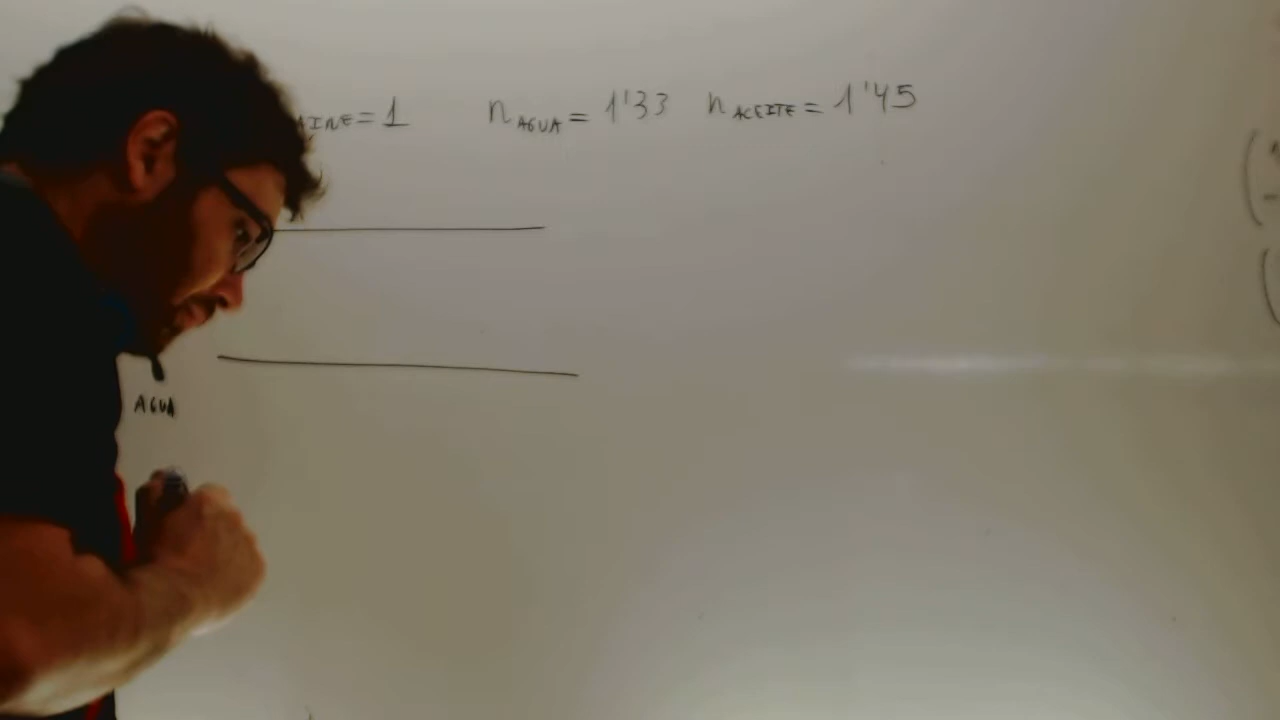 AIRE = 1 n AGUA = 1'33 n ACEITE = 1'45
AGUA